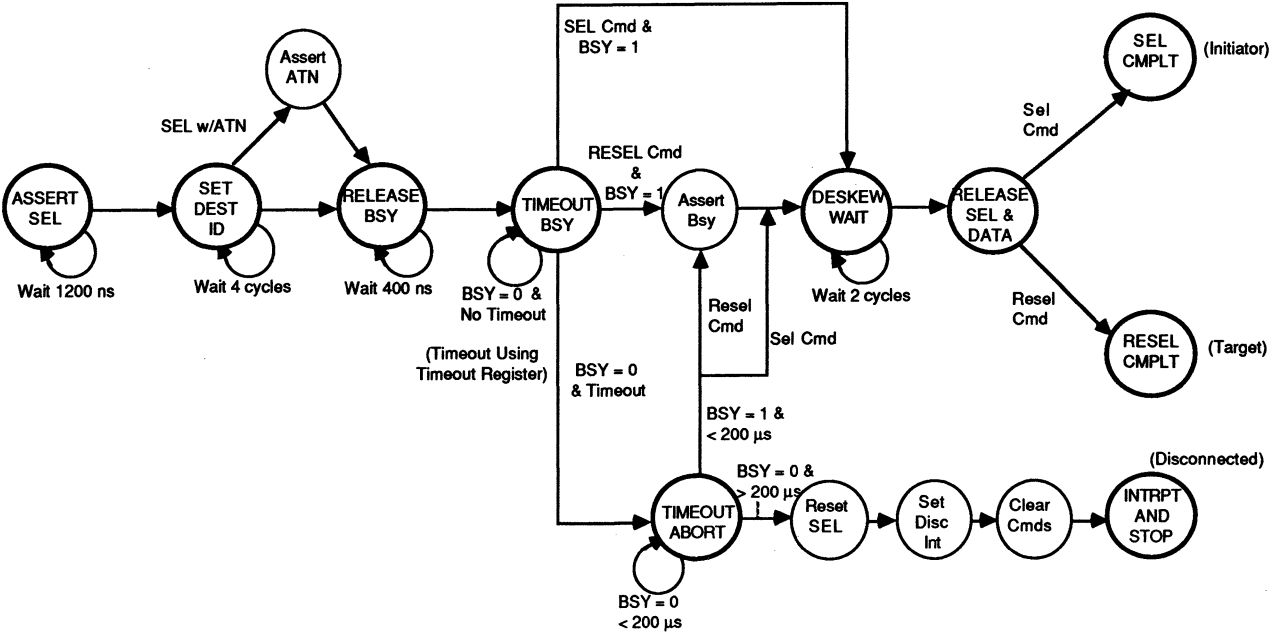 SEL Cmd &
BSY = 1
SEL
CMPLT
(Initiator)
Assert
ATN
SEL w/ATN
Sel
Cmd
RESEL Cmd
&
BSY = 1
ASSERT
SEL
SET
DEST
ID
RELEASE
BSY
TIMEOUT
BSY
Assert
Bsy
DESKEW
WAIT
RELEASE
SEL &
DATA
Wait 1200 ns
Wait 4 cycles
Wait 400 ns
BSY = 0 &
No Timeout
Wait 2 cycles
Resel
Cmd
Resel
Cmd
Sel Cmd
RESEL
CMPLT
(Target)
(Timeout Using
Timeout Register)
BSY = 0
& Timeout
BSY = 1 &
< 200 µs
BSY = 0 &
> 200 µs
(Disconnected)
TIMEOUT
ABORT
Reset
SEL
Set
Disc
Int
Clear
Cmds
INTRPT
AND
STOP
BSY = 0
< 200 µs